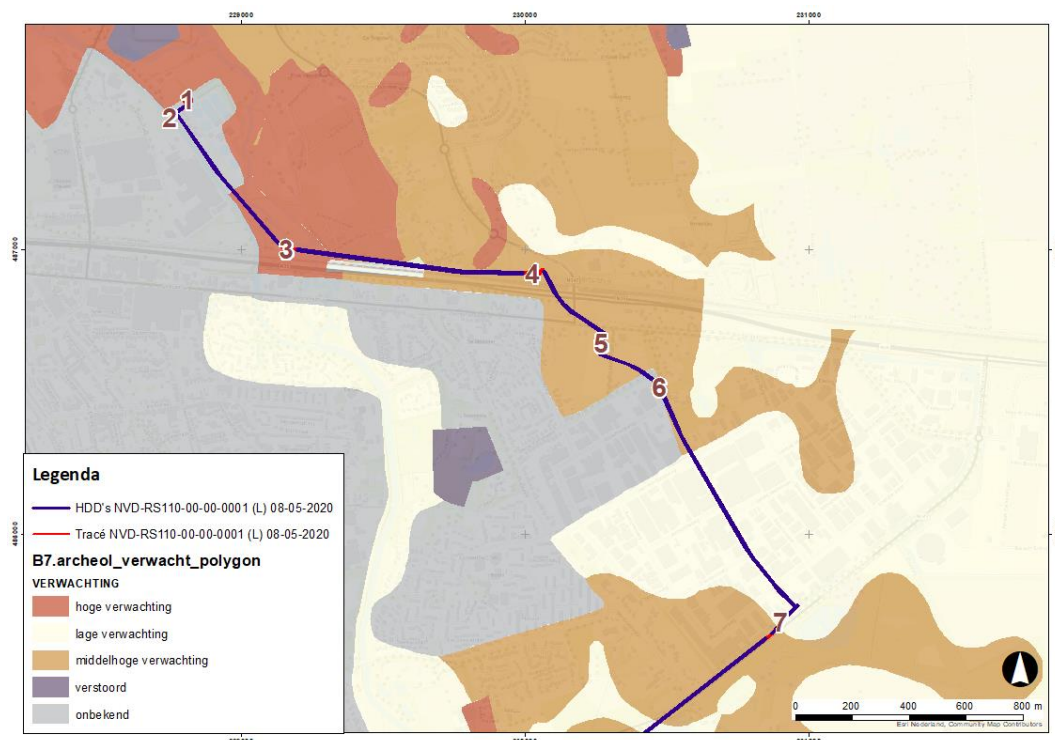 229000 230000 231000
1
2
3
487000
4
5
6
7
486000
Legenda
HDD's NVD-RS110-00-00-0001 (L) 08-05-2020
Tracé NVD-RS110-00-00-0001 (L) 08-05-2020
B7.archeol_verwacht_polygon
VERWACHTING
hoge verwachting
lage verwachting
middelhoge verwachting
verstoord
onbekend
0 200 400 600 800 m
Esri Nederland, Community Map Contributors